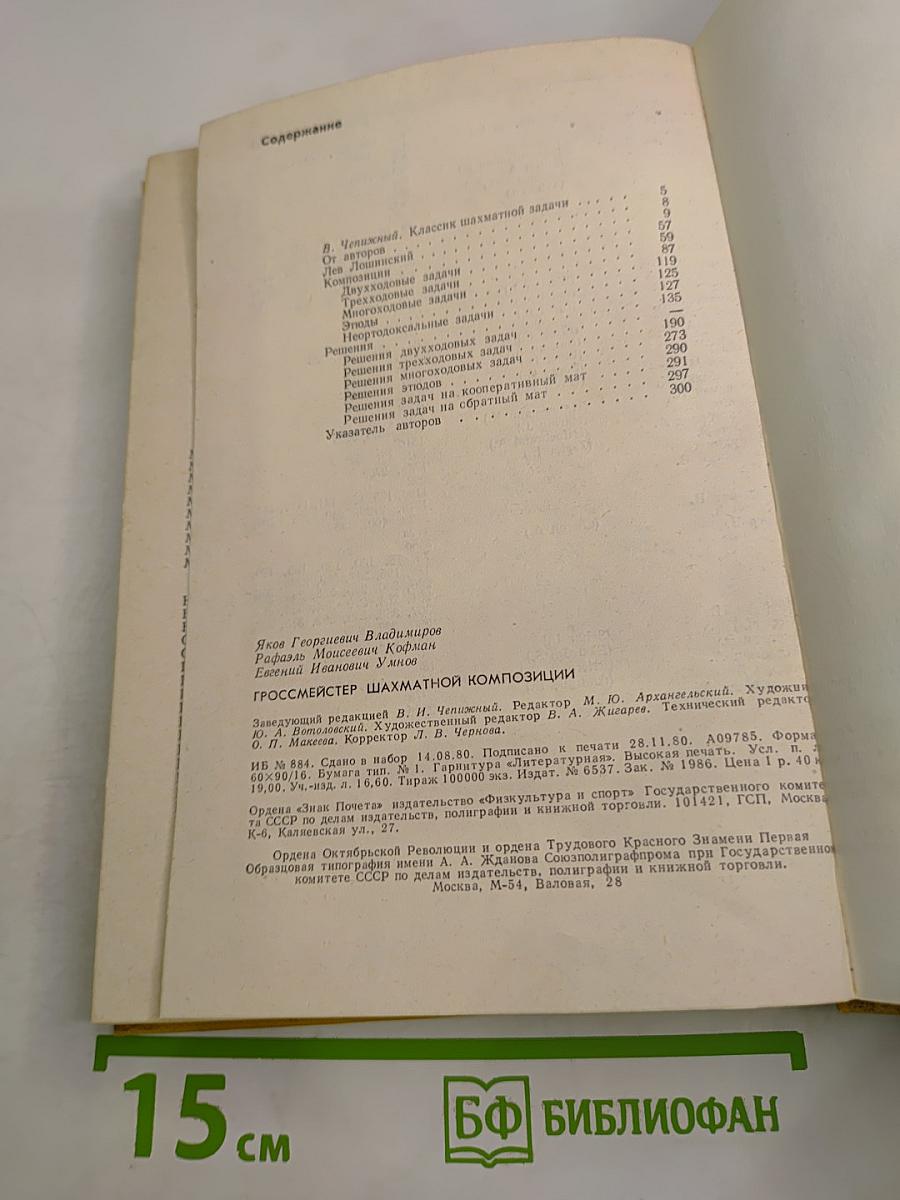 Содержание
В. Чепижный. Классик шахматной задачи . . . . . 5
От авторов . . . . . 8
Лев Лошинский . . . . . 9
Композиции . . . . . 57
Двухходовые задачи . . . . . 59
Трехходовые задачи . . . . . 87
Многоходовые задачи . . . . . 119
Этюды . . . . . 125
Неортодоксальные задачи . . . . . 127
Решения . . . . . 135
Решения двухходовых задач . . . . . —
Решения трехходовых задач . . . . . 190
Решения многоходовых задач . . . . . 273
Решения этюдов . . . . . 290
Решения задач на кооперативный мат . . . . . 291
Решения задач на обратный мат . . . . . 297
Указатель авторов . . . . . 300
Яков Георгиевич Владимиров
Рафаэль Моисеевич Кофман
Евгений Иванович Умнов
ГРОССМЕЙСТЕР ШАХМАТНОЙ КОМПОЗИЦИИ
Заведующий редакцией В. И. Чепижный. Редактор М. Ю. Архангельский. Художни
Ю. А. Вотоловский. Художественный редактор В. А. Жигарев. Технический редакто
О. П. Макеева. Корректор Л. В. Чернова.
ИБ № 884. Сдано в набор 14.08.80. Подписано к печати 28.11.80. А09785. Форма
60×90/16. Бумага тип. № 1. Гарнитура «Литературная». Высокая печать. Усл. п. л
19,00. Уч.-изд. л. 16,60. Тираж 100000 экз. Издат. № 6537. Зак. № 1986. Цена 1 р. 40 к
Ордена «Знак Почета» издательство «Физкультура и спорт» Государственного комите
та СССР по делам издательств, полиграфии и книжной торговли. 101421, ГСП, Москва
К-6, Каляевская ул., 27.
Ордена Октябрьской Революции и ордена Трудового Красного Знамени Первая
Образцовая типография имени А. А. Жданова Союзполиграфпрома при Государственно
комитете СССР по делам издательств, полиграфии и книжной торговли.
Москва, М-54, Валовая, 28
15 см
БФ БИБЛИОФАН